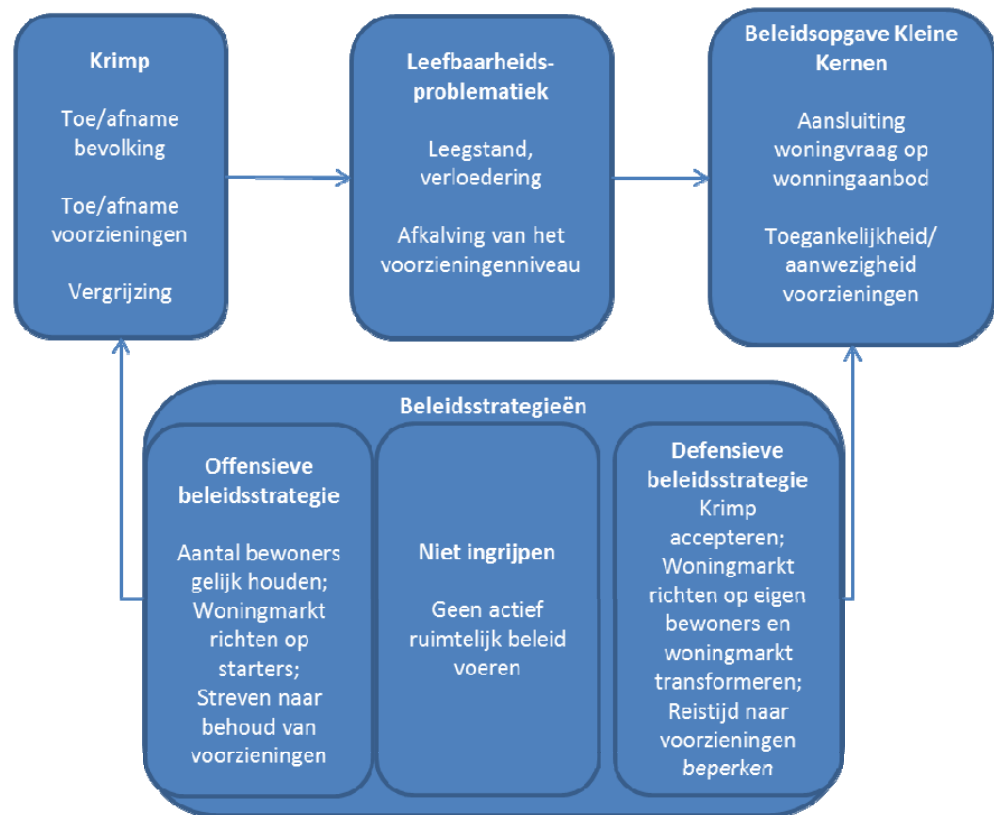 Krimp
Toe/afname
bevolking
Toe/afname
voorzieningen
Vergrijzing
Leefbaarheids-
problematiek
Leegstand,
verloedering
Afkalving van het
voorzieningenniveau
Beleidsopgave Kleine
Kernen
Aansluiting
woningvraag op
wonningaanbod
Toegankelijkheid/
aanwezigheid
voorzieningen
Beleidsstrategieën
Offensieve
beleidsstrategie
Aantal bewoners
gelijk houden;
Woningmarkt
richten op
starters;
Streven naar
behoud van
voorzieningen
Niet ingrijpen
Geen actief
ruimtelijk beleid
voeren
Defensieve
beleidsstrategie
Krimp
accepteren;
Woningmarkt
richten op eigen
bewoners en
woningmarkt
transformeren;
Reistijd naar
voorzieningen
beperken